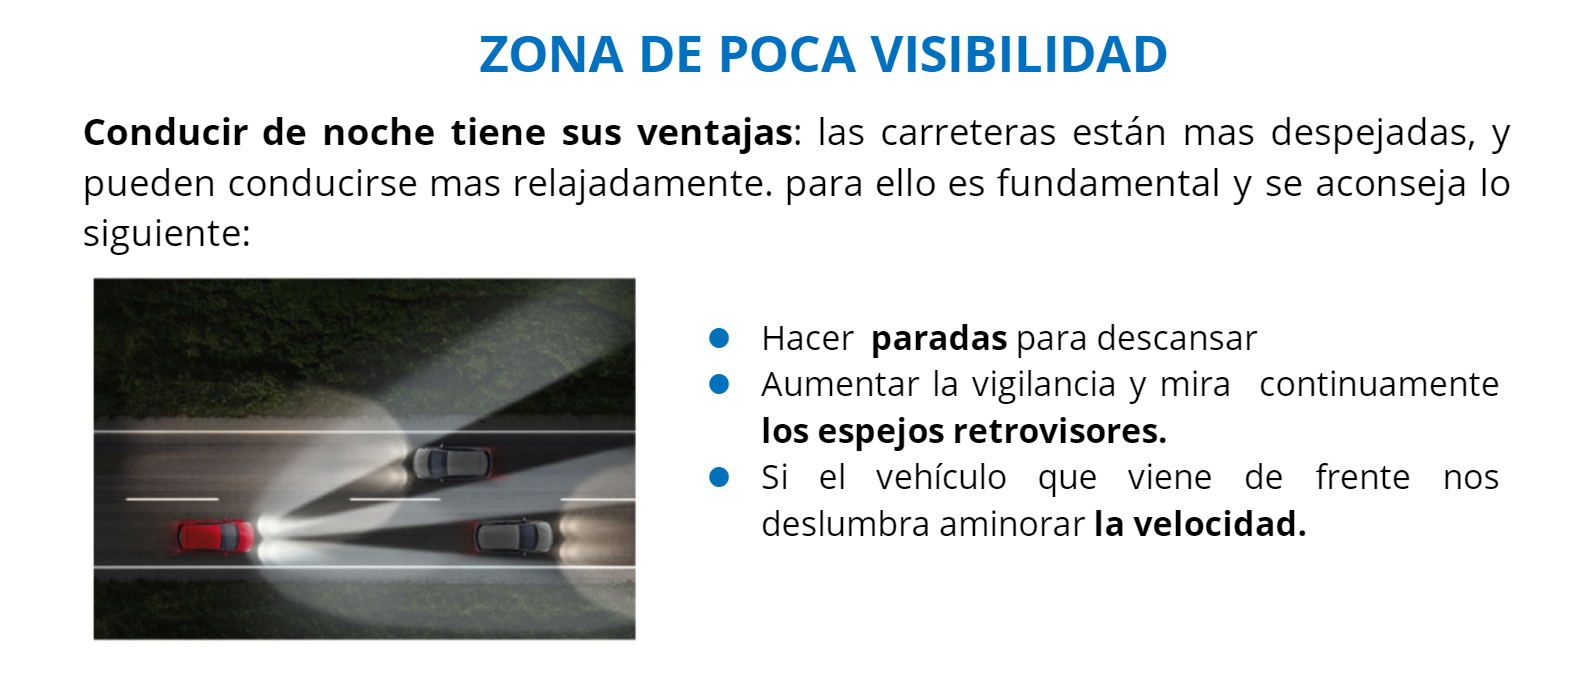 ZONA DE POCA VISIBILIDAD
Conducir de noche tiene sus ventajas: las carreteras están mas despejadas, y
pueden conducirse mas relajadamente. para ello es fundamental y se aconseja lo
siguiente:
● Hacer paradas para descansar
● Aumentar la vigilancia y mira continuamente
los espejos retrovisores.
● Si el vehículo que viene de frente nos
deslumbra aminorar la velocidad.